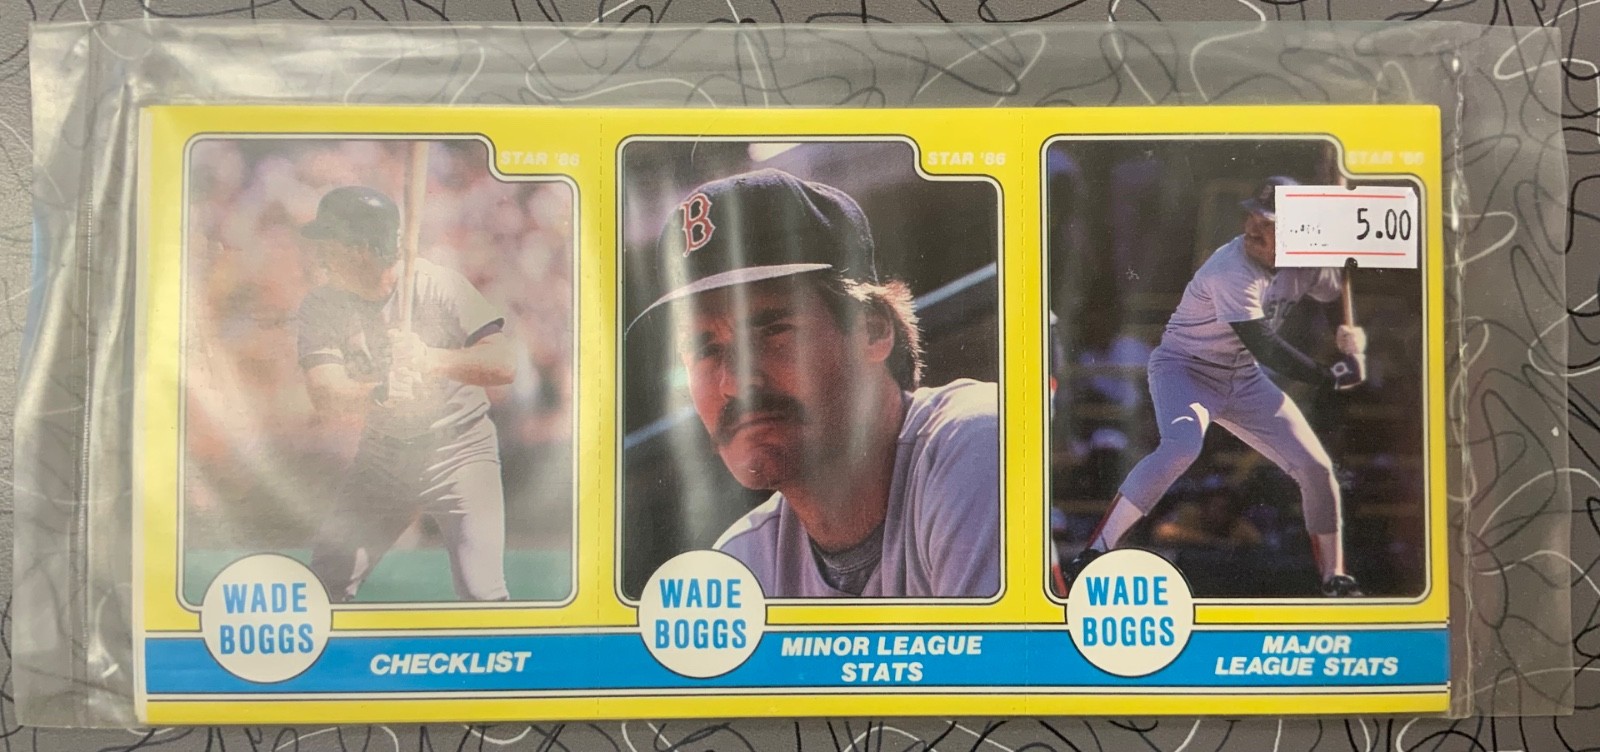 STAR '86
WADE
BOGGS
CHECKLIST
STAR '86
B
WADE
BOGGS
MINOR LEAGUE
STATS
STAR '86
5.00
WADE
BOGGS
MAJOR
LEAGUE STATS